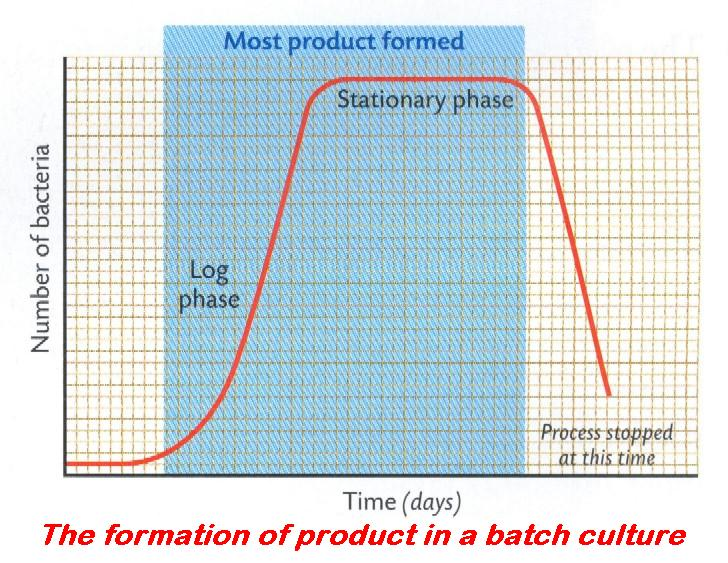 Most product formed
Stationary phase
Log
phase
Number of bacteria
Process stopped
at this time
Time (days)
The formation of product in a batch culture